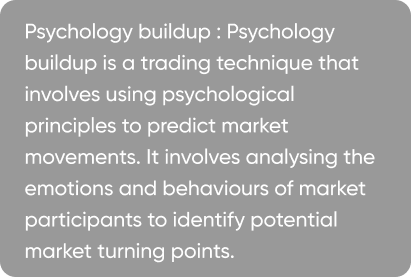 Psychology buildup : Psychology
buildup is a trading technique that
involves using psychological
principles to predict market
movements. It involves analysing the
emotions and behaviours of market
participants to identify potential
market turning points.